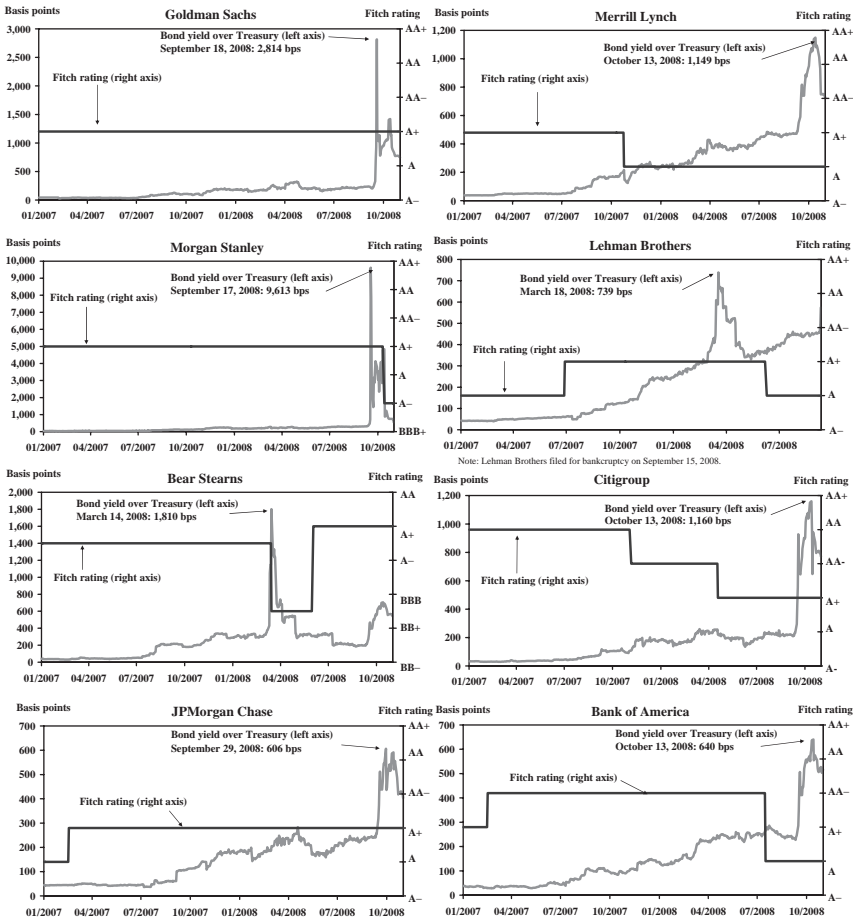 Basis points
Goldman Sachs
Fitch rating
3,000
2,500
2,000
1,500
1,000
500
0
Bond yield over Treasury (left axis)
September 18, 2008: 2,814 bps
Fitch rating (right axis)
AA+
AA
AA−
A+
A
A−
01/2007 04/2007 07/2007 10/2007 01/2008 04/2008 07/2008 10/2008
Basis points
Merrill Lynch
Fitch rating
1,200
1,000
800
600
400
200
0
Bond yield over Treasury (left axis)
October 13, 2008: 1,149 bps
Fitch rating (right axis)
AA+
AA
AA−
A+
A
A−
01/2007 04/2007 07/2007 10/2007 01/2008 04/2008 07/2008 10/2008
Basis points
Morgan Stanley
Fitch rating
10,000
9,000
8,000
7,000
6,000
5,000
4,000
3,000
2,000
1,000
0
Bond yield over Treasury (left axis)
September 17, 2008: 9,613 bps
Fitch rating (right axis)
AA+
AA
AA−
A+
A
A−
BBB+
01/2007 04/2007 07/2007 10/2007 01/2008 04/2008 07/2008 10/2008
Basis points
Lehman Brothers
Fitch rating
800
700
600
500
400
300
200
100
0
Bond yield over Treasury (left axis)
March 18, 2008: 739 bps
Fitch rating (right axis)
AA+
AA
AA−
A+
A
A−
01/2007 04/2007 07/2007 10/2007 01/2008 04/2008 07/2008
Note: Lehman Brothers filed for bankcruptcy on September 15, 2008.
Basis points
Bear Stearns
Fitch rating
2,000
1,800
1,600
1,400
1,200
1,000
800
600
400
200
0
Bond yield over Treasury (left axis)
March 14, 2008: 1,810 bps
Fitch rating (right axis)
AA
A+
A−
BBB
BB+
BB−
01/2007 04/2007 07/2007 10/2007 01/2008 04/2008 07/2008 10/2008
Basis points
Citigroup
Fitch rating
1,200
1,000
800
600
400
200
0
Bond yield over Treasury (left axis)
October 13, 2008: 1,160 bps
Fitch rating (right axis)
AA+
AA
AA-
A+
A
A-
01/2007 04/2007 07/2007 10/2007 01/2008 04/2008 07/2008 10/2008
Basis points
JPMorgan Chase
Fitch rating
700
600
500
400
300
200
100
0
Bond yield over Treasury (left axis)
September 29, 2008: 606 bps
Fitch rating (right axis)
AA+
AA
AA−
A+
A
A−
01/2007 04/2007 07/2007 10/2007 01/2008 04/2008 07/2008 10/2008
Basis points
Bank of America
Fitch rating
700
600
500
400
300
200
100
0
Bond yield over Treasury (left axis)
October 13, 2008: 640 bps
Fitch rating (right axis)
AA+
AA
AA−
A+
A
A−
01/2007 04/2007 07/2007 10/2007 01/2008 04/2008 07/2008 10/2008